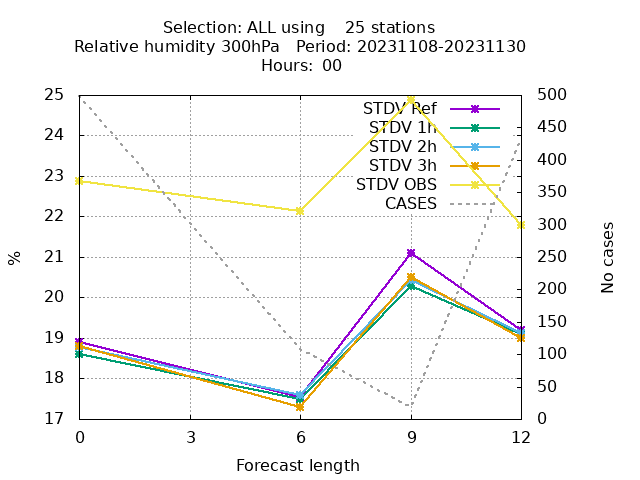 Selection: ALL using    25 stations
Relative humidity 300hPa   Period: 20231108-20231130
Hours: 00
25
24
23
22
21
20
19
18
17
%
500
450
400
350
300
250
200
150
100
50
0
No cases
STDV Ref
STDV 1h
STDV 2h
STDV 3h
STDV OBS
CASES
0 3 6 9 12
Forecast length